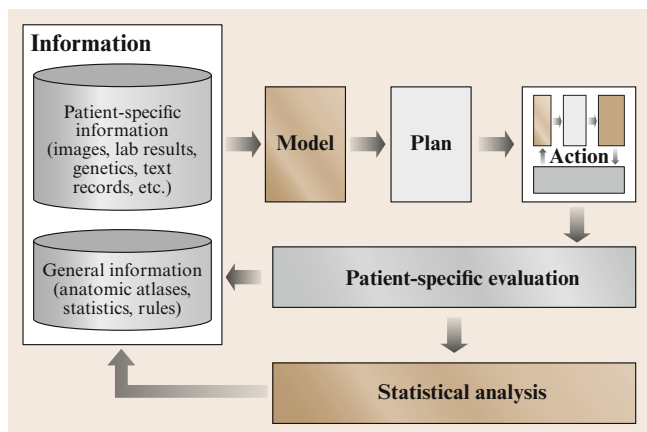 Information
Patient-specific
information
(images, lab results,
genetics, text
records, etc.)
General information
(anatomic atlases,
statistics, rules)
Model
Plan
Action
Patient-specific evaluation
Statistical analysis